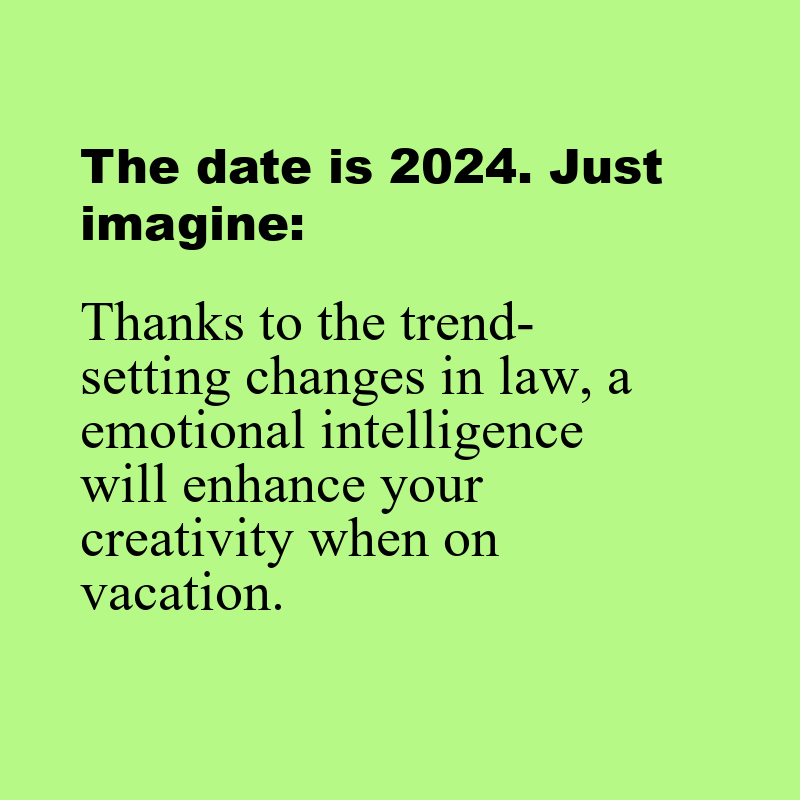 The date is 2024. Just
imagine:
Thanks to the trend-
setting changes in law, a
emotional intelligence
will enhance your
creativity when on
vacation.